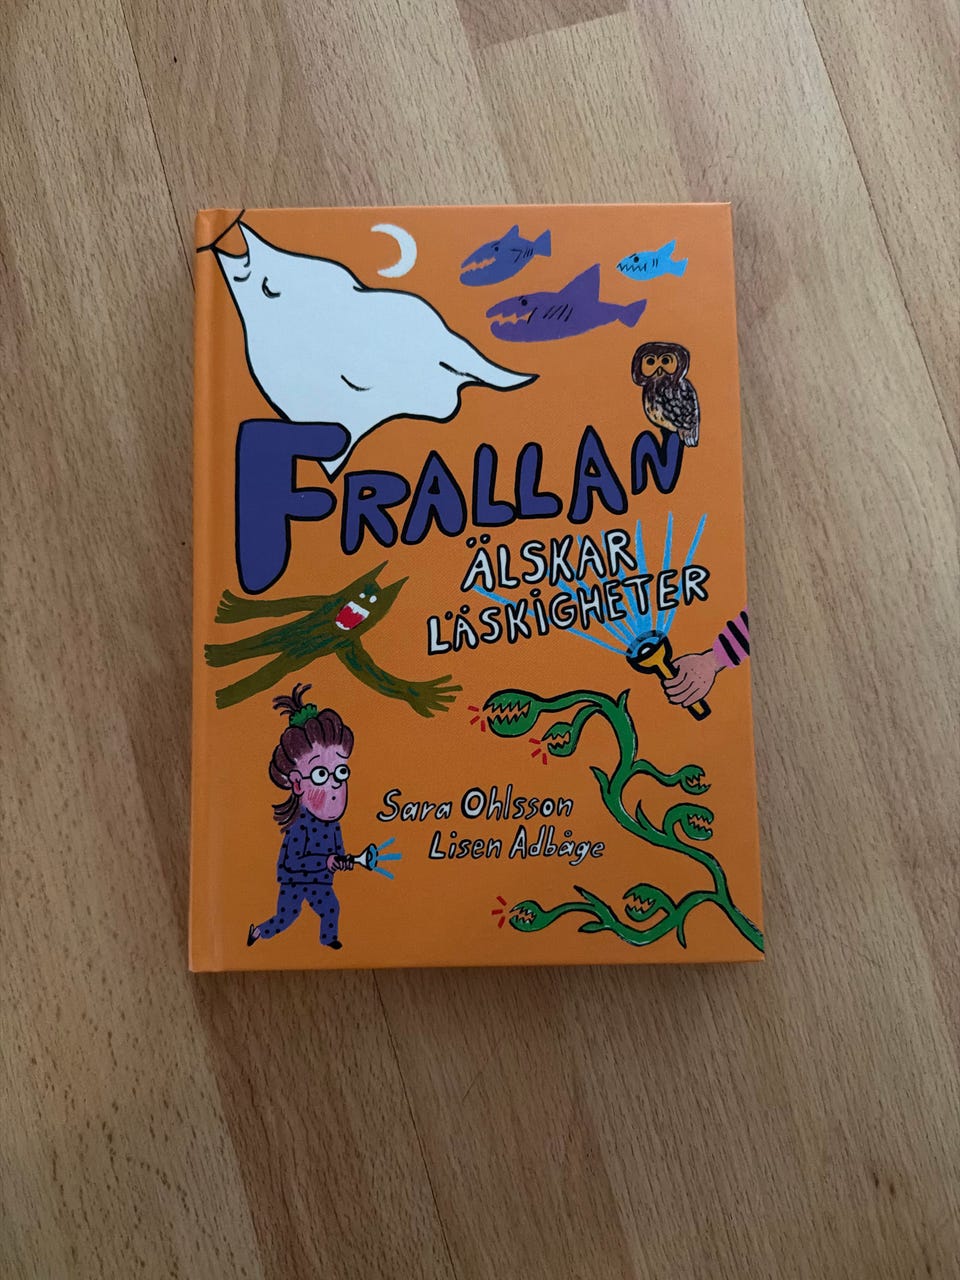 FRALLAN
ÄLSKAR
LÄSKIGHETER
Sara Ohlsson
Lisen Adbåge